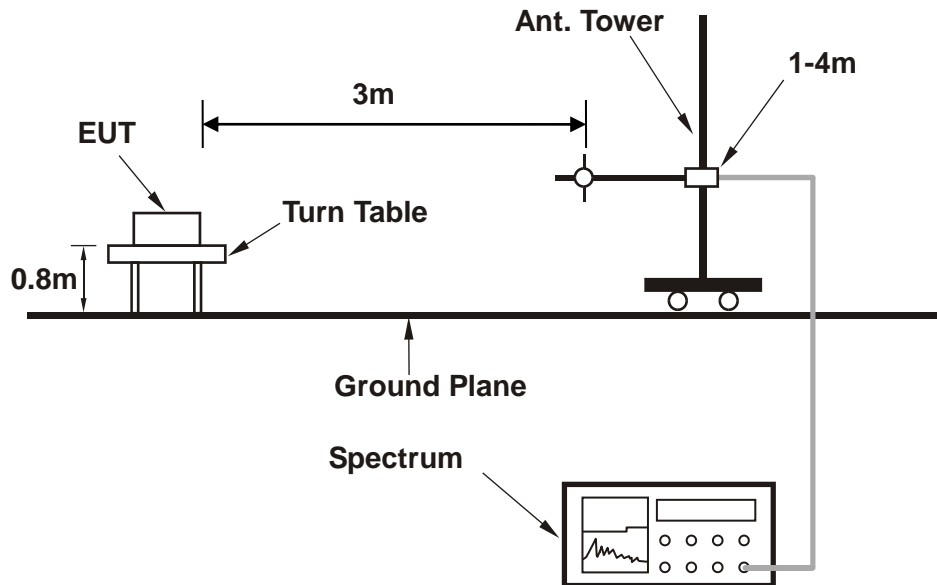 Ant. Tower
1-4m
3m
EUT
Turn Table
0.8m
Ground Plane
Spectrum